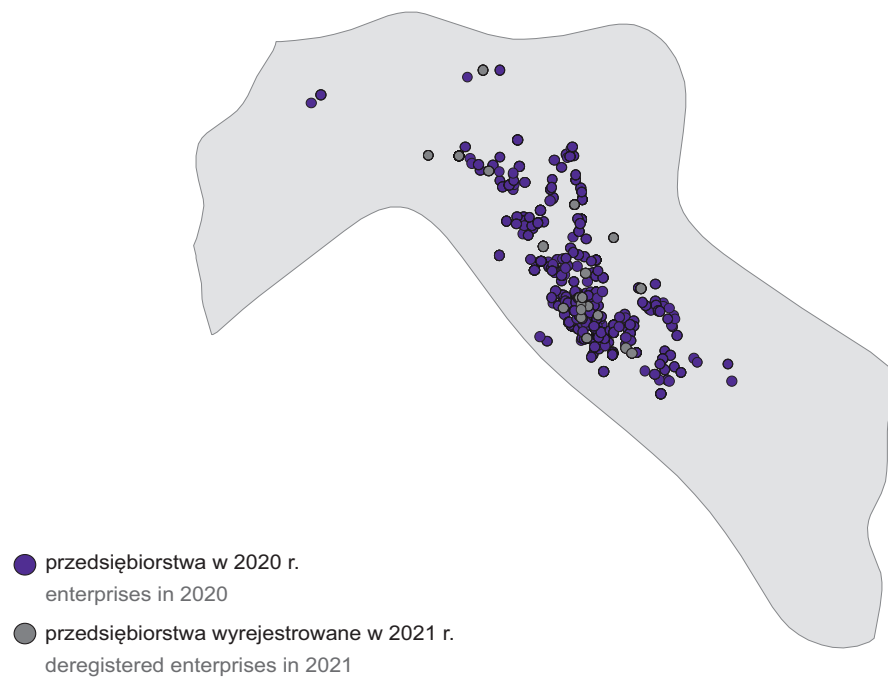 przedsiębiorstwa w 2020 r.
enterprises in 2020
przedsiębiorstwa wyrejestrowane w 2021 r.
deregistered enterprises in 2021